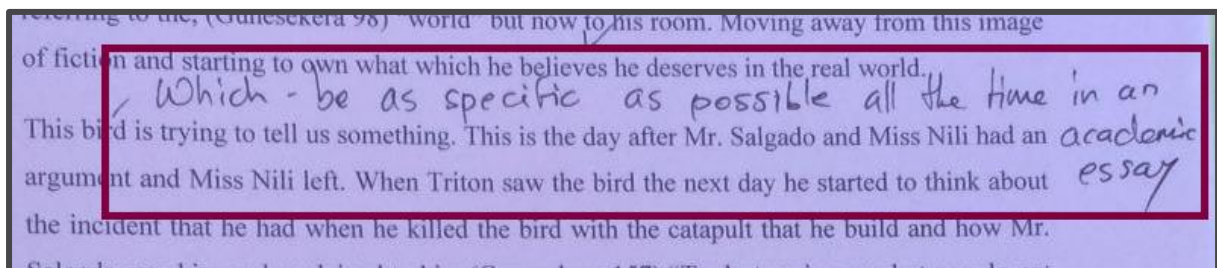 referring to the, (Gunesekera 98) "world" but now to his room. Moving away from this image
of fiction and starting to own what which he believes he deserves in the real world.
Which - be as specific as possible all the time in an
This bird is trying to tell us something. This is the day after Mr. Salgado and Miss Nili had an academic
argument and Miss Nili left. When Triton saw the bird the next day he started to think about essay
the incident that he had when he killed the bird with the catapult that he build and how Mr.